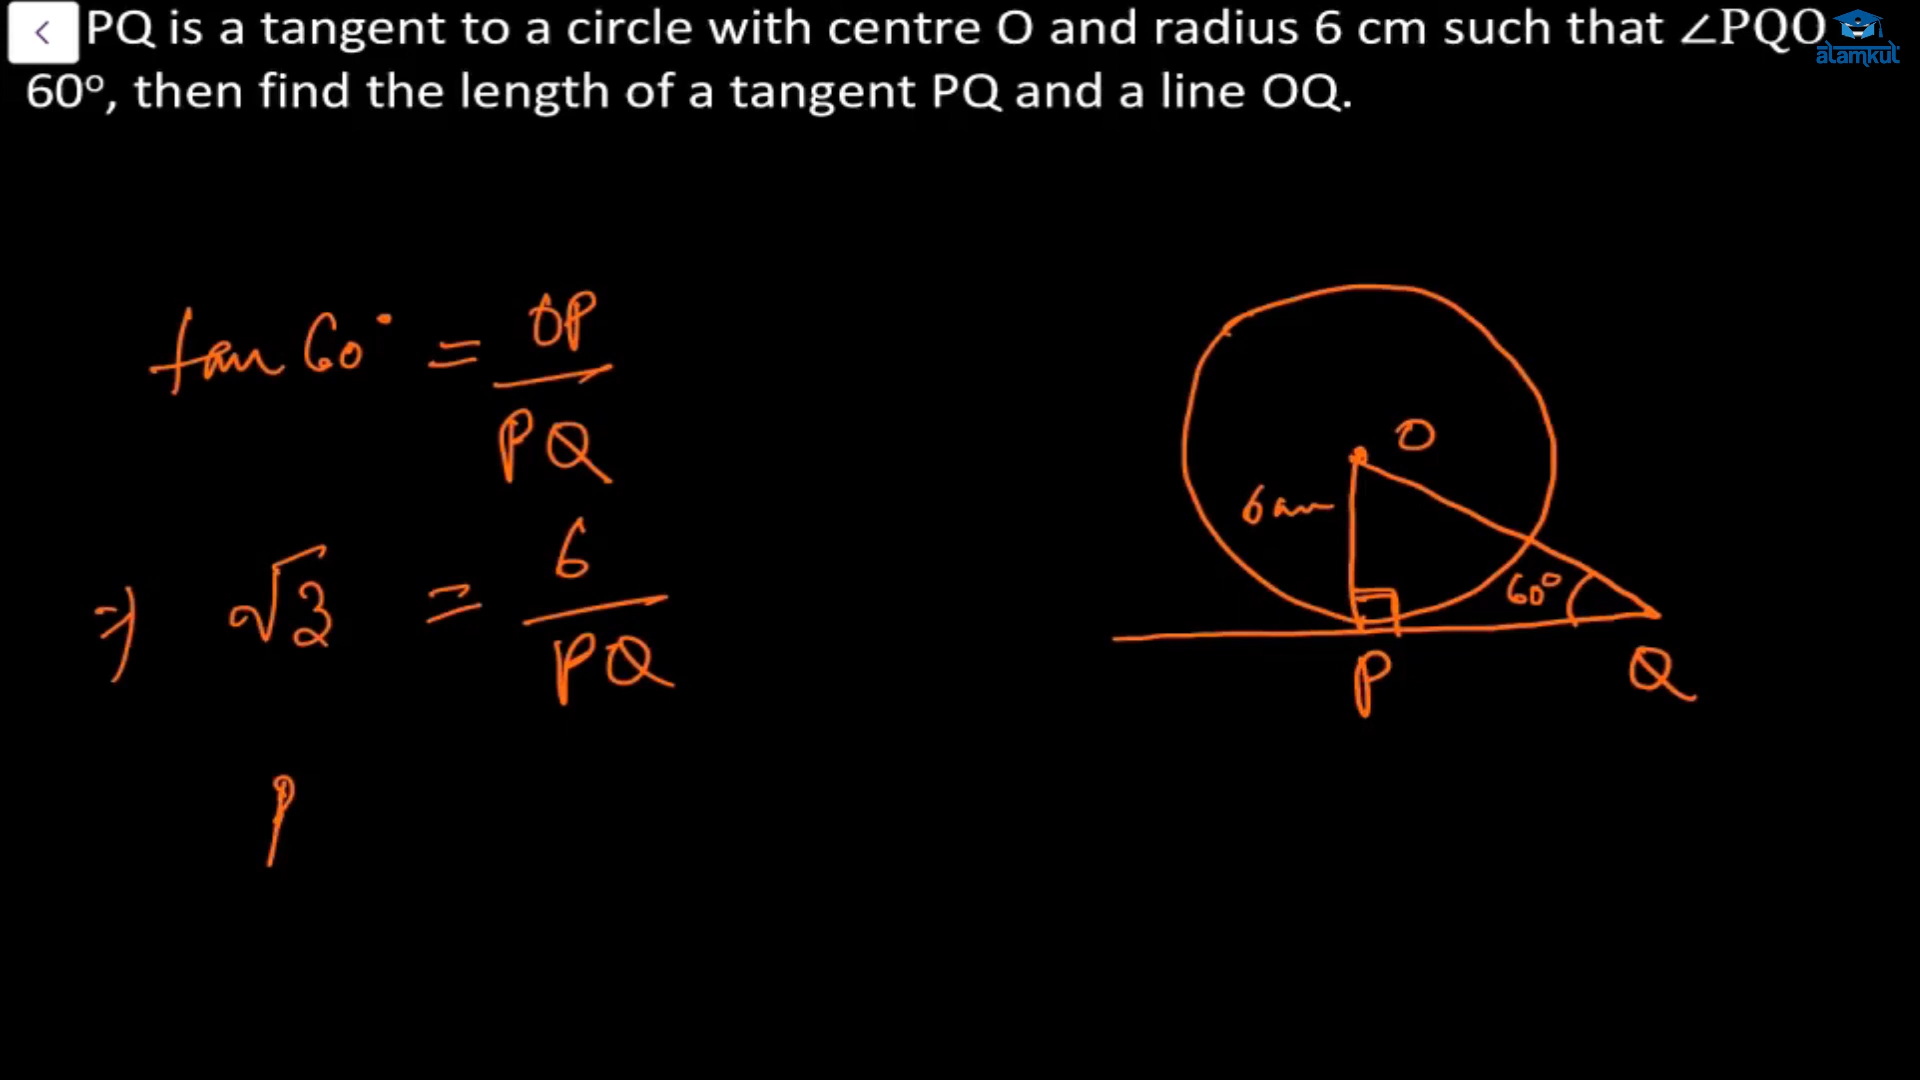 PQ is a tangent to a circle with centre O and radius 6 cm such that ∠PQO =
60°, then find the length of a tangent PQ and a line OQ.
alamkul
tan 60° = OP
PQ
⇒ √3 = 6
PQ
P
O
6 cm
60°
P
Q